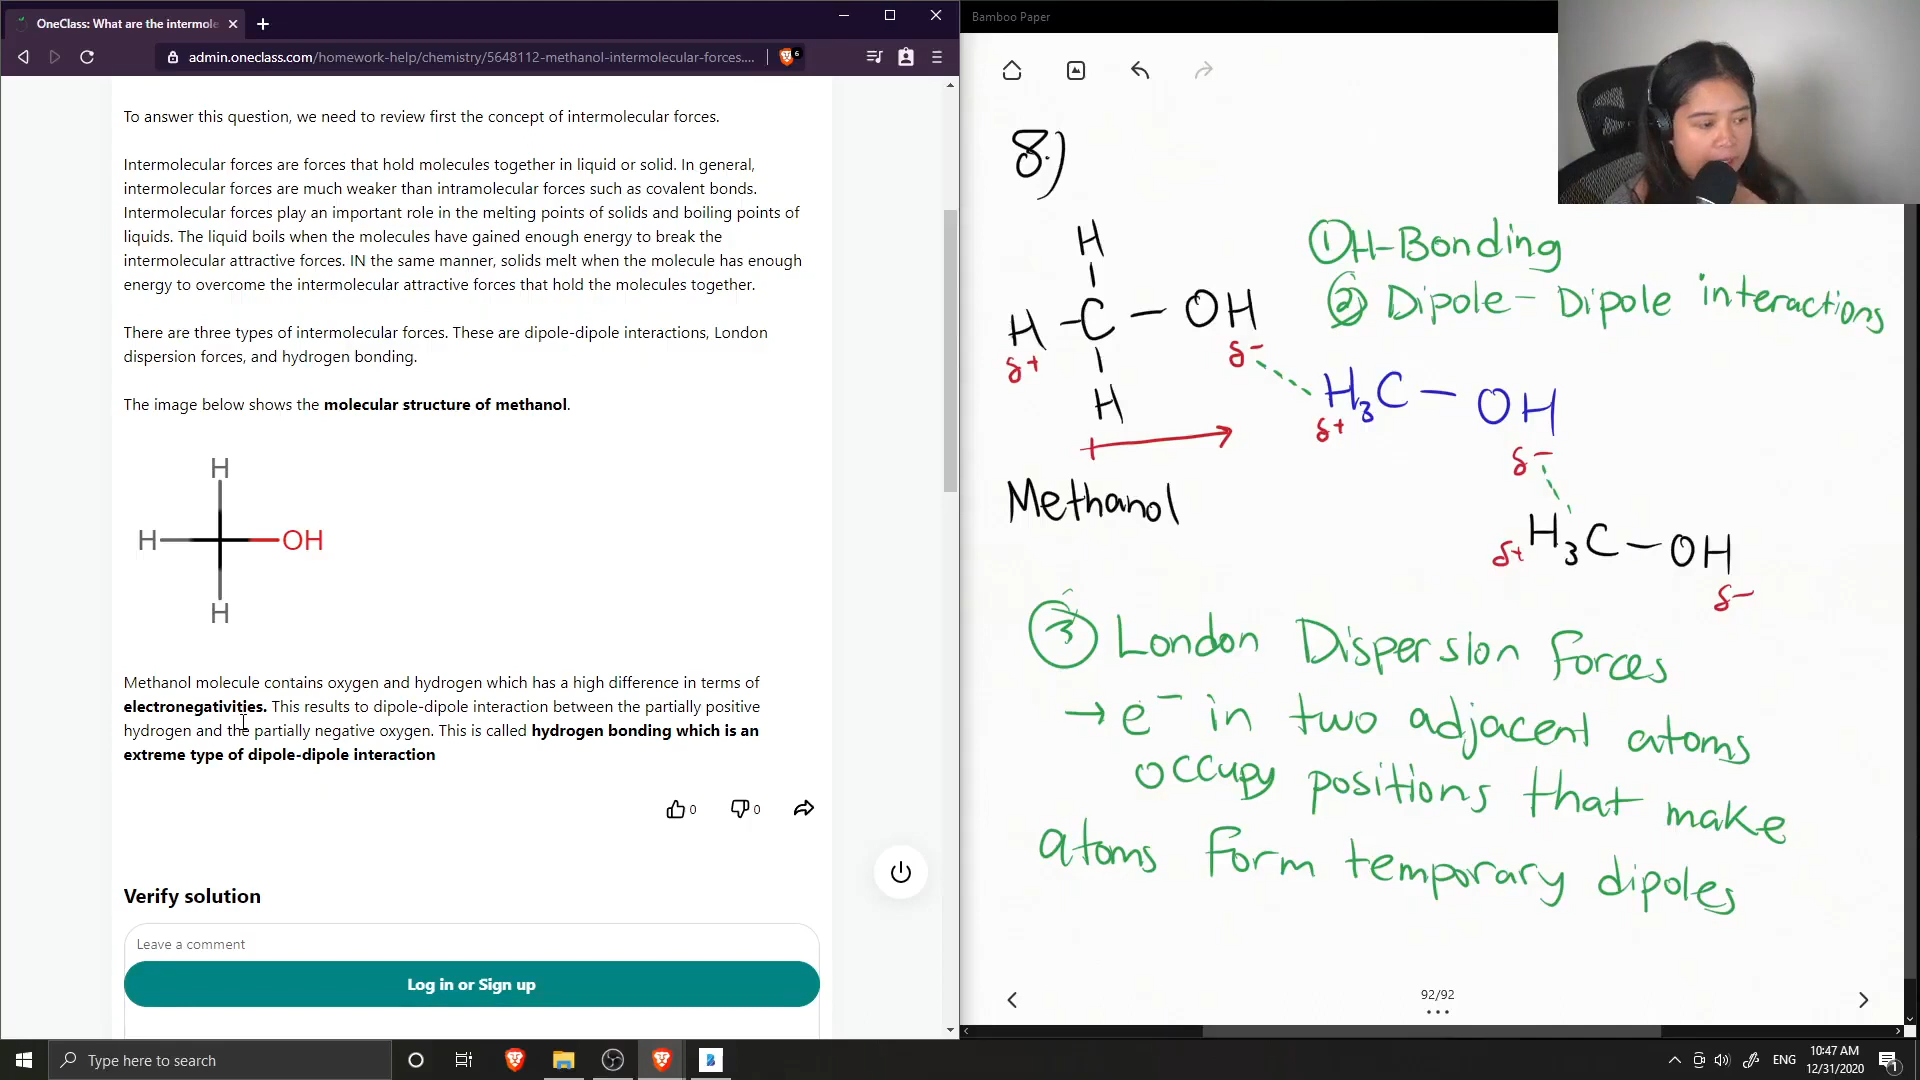 OneClass: What are the intermole
admin.oneclass.com/homework-help/chemistry/5648112-methanol-intermolecular-forces....
6
To answer this question, we need to review first the concept of intermolecular forces.
Intermolecular forces are forces that hold molecules together in liquid or solid. In general,
intermolecular forces are much weaker than intramolecular forces such as covalent bonds.
Intermolecular forces play an important role in the melting points of solids and boiling points of
liquids. The liquid boils when the molecules have gained enough energy to break the
intermolecular attractive forces. IN the same manner, solids melt when the molecule has enough
energy to overcome the intermolecular attractive forces that hold the molecules together.
There are three types of intermolecular forces. These are dipole-dipole interactions, London
dispersion forces, and hydrogen bonding.
The image below shows the molecular structure of methanol.
H
H OH
H
Methanol molecule contains oxygen and hydrogen which has a high difference in terms of
electronegativities. This results to dipole-dipole interaction between the partially positive
hydrogen and the partially negative oxygen. This is called hydrogen bonding which is an
extreme type of dipole-dipole interaction
0 0
Verify solution
Leave a comment
Log in or Sign up
Bamboo Paper
8.)
H
H - C - OH
δ+ δ-
H
Methanol
① H-Bonding
② Dipole - Dipole interactions
H3C - OH
δ+ δ-
δ+ H3C - OH
δ-
③ London Dispersion forces
→ e- in two adjacent atoms
occupy positions that make
atoms form temporary dipoles
92/92
Type here to search
ENG
10:47 AM
12/31/2020
1